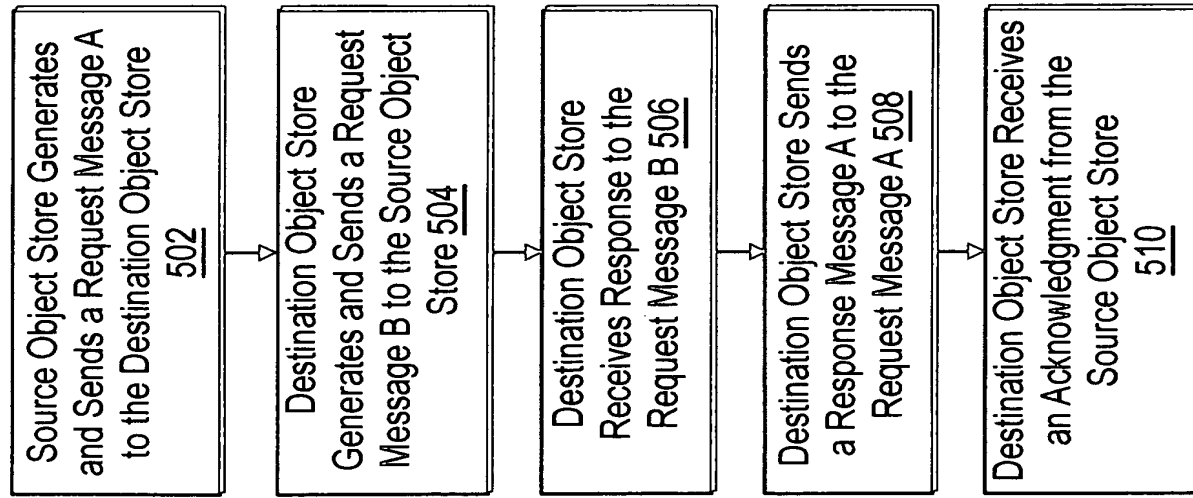 Source Object Store Generates
and Sends a Request Message A
to the Destination Object Store
502
Destination Object Store
Generates and Sends a Request
Message B to the Source Object
Store 504
Destination Object Store
Receives Response to the
Request Message B 506
Destination Object Store Sends
a Response Message A to the
Request Message A 508
Destination Object Store Receives
an Acknowledgment from the
Source Object Store
510